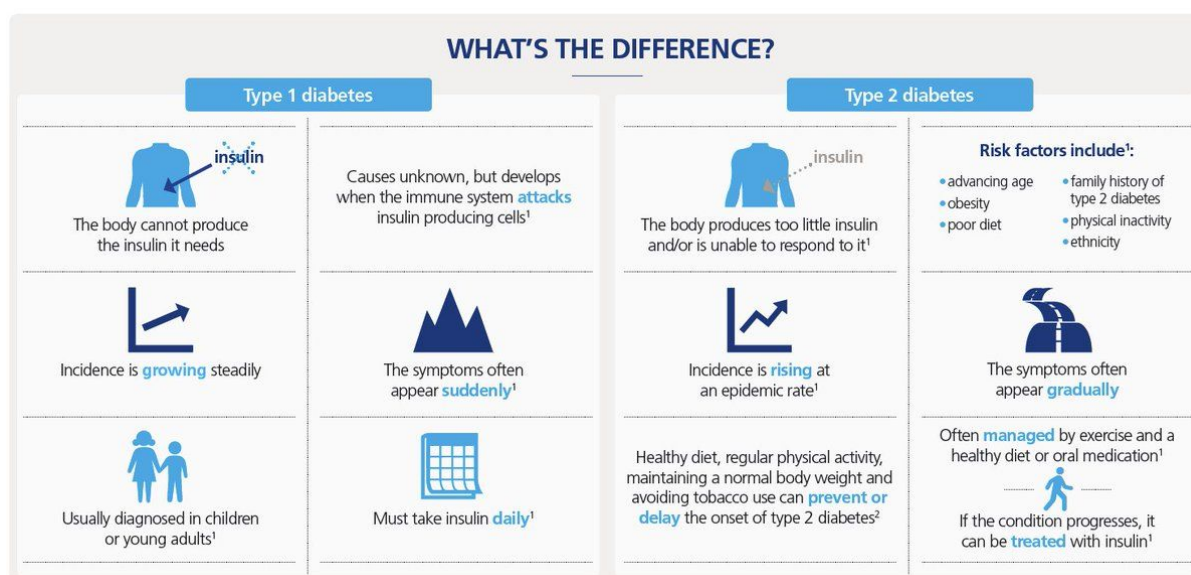 WHAT'S THE DIFFERENCE?
Type 1 diabetes
insulin
The body cannot produce
the insulin it needs
Causes unknown, but develops
when the immune system attacks
insulin producing cells¹
Incidence is growing steadily
The symptoms often
appear suddenly¹
Usually diagnosed in children
or young adults¹
Must take insulin daily¹
Type 2 diabetes
insulin
The body produces too little insulin
and/or is unable to respond to it¹
Risk factors include¹:
•advancing age
•obesity
•poor diet
•family history of
type 2 diabetes
•physical inactivity
•ethnicity
Incidence is rising at
an epidemic rate¹
The symptoms often
appear gradually
Healthy diet, regular physical activity,
maintaining a normal body weight and
avoiding tobacco use can prevent or
delay the onset of type 2 diabetes²
Often managed by exercise and a
healthy diet or oral medication¹
If the condition progresses, it
can be treated with insulin¹